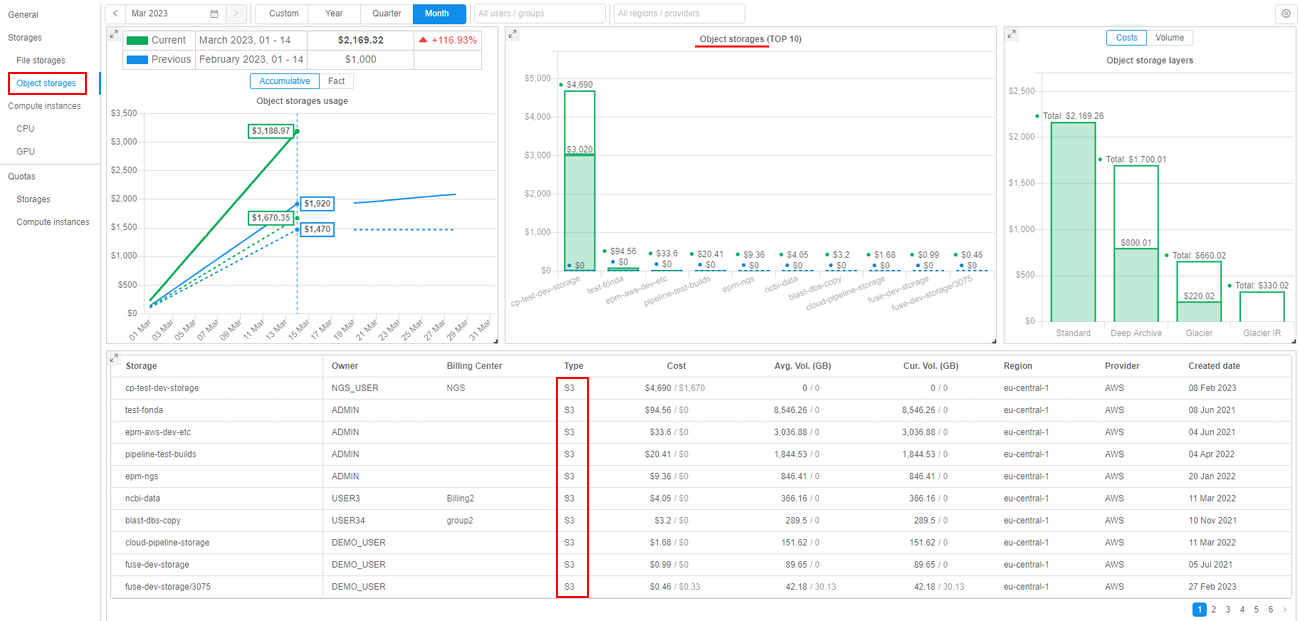 General
Storages
File storages
Object storages
Compute instances
CPU
GPU
Quotas
Storages
Compute instances
Mar 2023
Custom Year Quarter Month
All users / groups
All regions / providers
Current March 2023, 01 - 14 $2,169.32 +116.93%
Previous February 2023, 01 - 14 $1,000
Accumulative Fact
Object storages usage
$3,500
$3,000
$2,500
$2,000
$1,500
$1,000
$500
$0
$3,188.97
$1,920
$1,670.35
$1,470
01 Mar 03 Mar 05 Mar 07 Mar 09 Mar 11 Mar 13 Mar 15 Mar 17 Mar 19 Mar 21 Mar 23 Mar 25 Mar 27 Mar 29 Mar 31 Mar
Object storages (TOP 10)
$5,000
$4,000
$3,000
$2,000
$1,000
$0
$4,690
$3,020
$94.56 $33.6 $20.41 $9.36 $4.05 $3.2 $1.68 $0.99 $0.46
$0 $0 $0 $0 $0 $0 $0 $0 $0 $0
cp-test-dev-storage test-fonda epm-aws-dev-etc pipeline-test-builds epm-ngs ncbi-data blast-dbs-copy cloud-pipeline-storage fuse-dev-storage fuse-dev-storage/3075
Costs Volume
Object storage layers
$2,500
$2,000
$1,500
$1,000
$500
$0
Total: $2,169.26
Total: $1,700.01
$800.01
Total: $660.02
$220.02
Total: $330.02
Standard Deep Archive Glacier Glacier IR
Storage Owner Billing Center Type Cost Avg. Vol. (GB) Cur. Vol. (GB) Region Provider Created date
cp-test-dev-storage NGS_USER NGS S3 $4,690 / $1,670 0 / 0 0 / 0 eu-central-1 AWS 08 Feb 2023
test-fonda ADMIN S3 $94.56 / $0 8,546.26 / 0 8,546.26 / 0 eu-central-1 AWS 08 Jun 2021
epm-aws-dev-etc ADMIN S3 $33.6 / $0 3,036.88 / 0 3,036.88 / 0 eu-central-1 AWS 04 Jun 2021
pipeline-test-builds ADMIN S3 $20.41 / $0 1,844.53 / 0 1,844.53 / 0 eu-central-1 AWS 04 Apr 2022
epm-ngs ADMIN S3 $9.36 / $0 846.41 / 0 846.41 / 0 eu-central-1 AWS 20 Jan 2022
ncbi-data USER3 Billing2 S3 $4.05 / $0 366.16 / 0 366.16 / 0 eu-central-1 AWS 11 Mar 2022
blast-dbs-copy USER34 group2 S3 $3.2 / $0 289.5 / 0 289.5 / 0 eu-central-1 AWS 10 Nov 2021
cloud-pipeline-storage DEMO_USER S3 $1.68 / $0 151.62 / 0 151.62 / 0 eu-central-1 AWS 11 Mar 2022
fuse-dev-storage DEMO_USER S3 $0.99 / $0 89.65 / 0 89.65 / 0 eu-central-1 AWS 05 Jul 2021
fuse-dev-storage/3075 DEMO_USER S3 $0.46 / $0.33 42.18 / 30.13 42.18 / 30.13 eu-central-1 AWS 27 Feb 2023
1 2 3 4 5 6